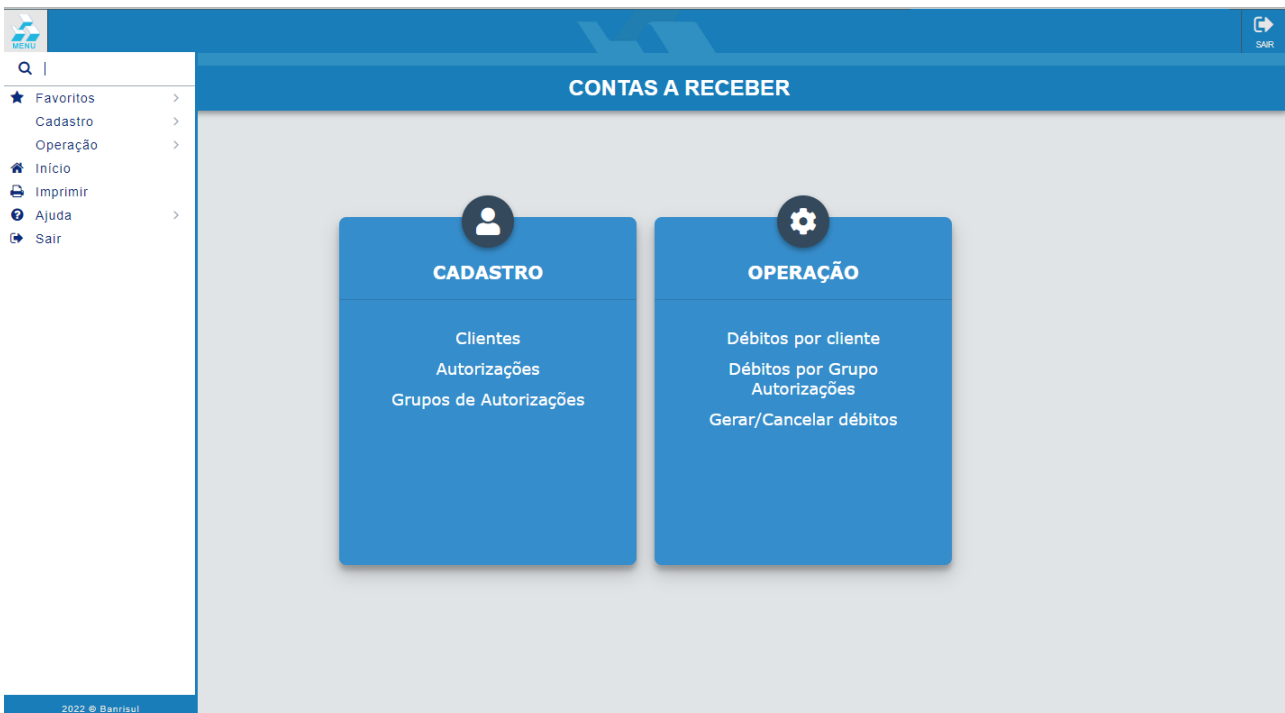 MENU
SAIR
CONTAS A RECEBER
Favoritos
Cadastro
Operação
Início
Imprimir
Ajuda
Sair
CADASTRO
Clientes
Autorizações
Grupos de Autorizações
OPERAÇÃO
Débitos por cliente
Débitos por Grupo
Autorizações
Gerar/Cancelar débitos
2022 © Banrisul